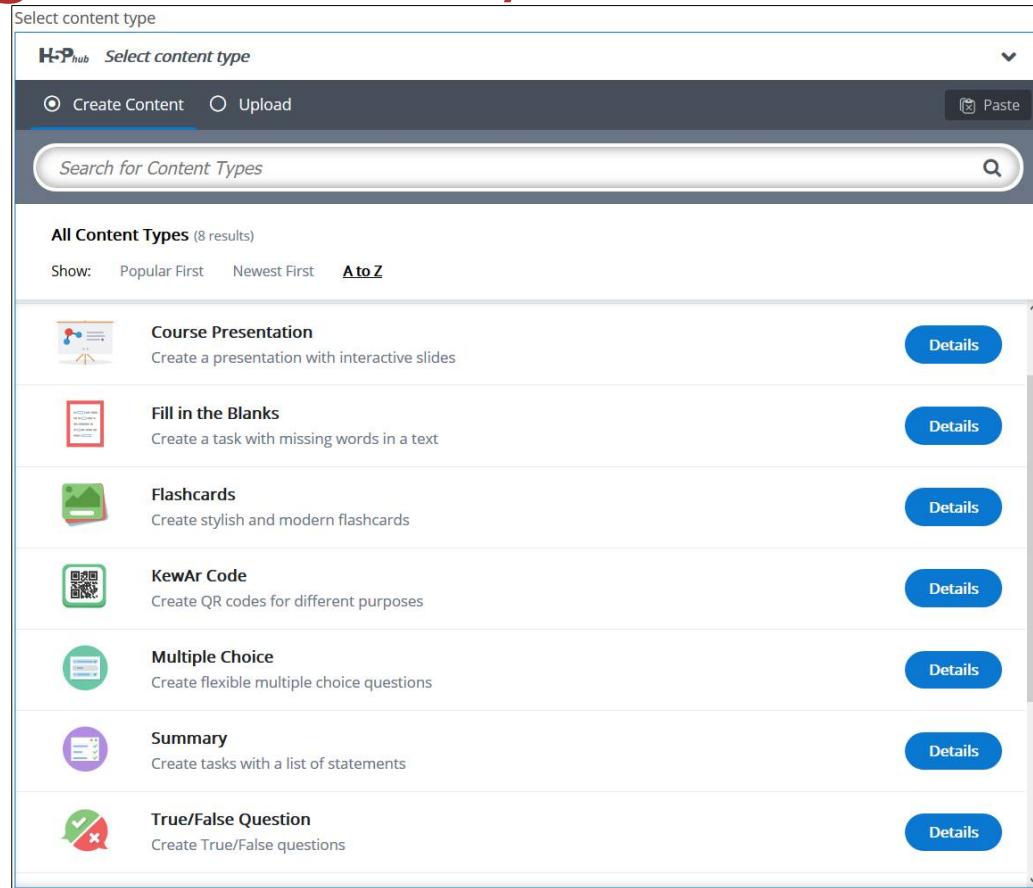 Select content type
H5Phub Select content type
Create Content Upload Paste
Search for Content Types
All Content Types (8 results)
Show: Popular First Newest First A to Z
Course Presentation
Create a presentation with interactive slides
Details
Fill in the Blanks
Create a task with missing words in a text
Details
Flashcards
Create stylish and modern flashcards
Details
KewAr Code
Create QR codes for different purposes
Details
Multiple Choice
Create flexible multiple choice questions
Details
Summary
Create tasks with a list of statements
Details
True/False Question
Create True/False questions
Details